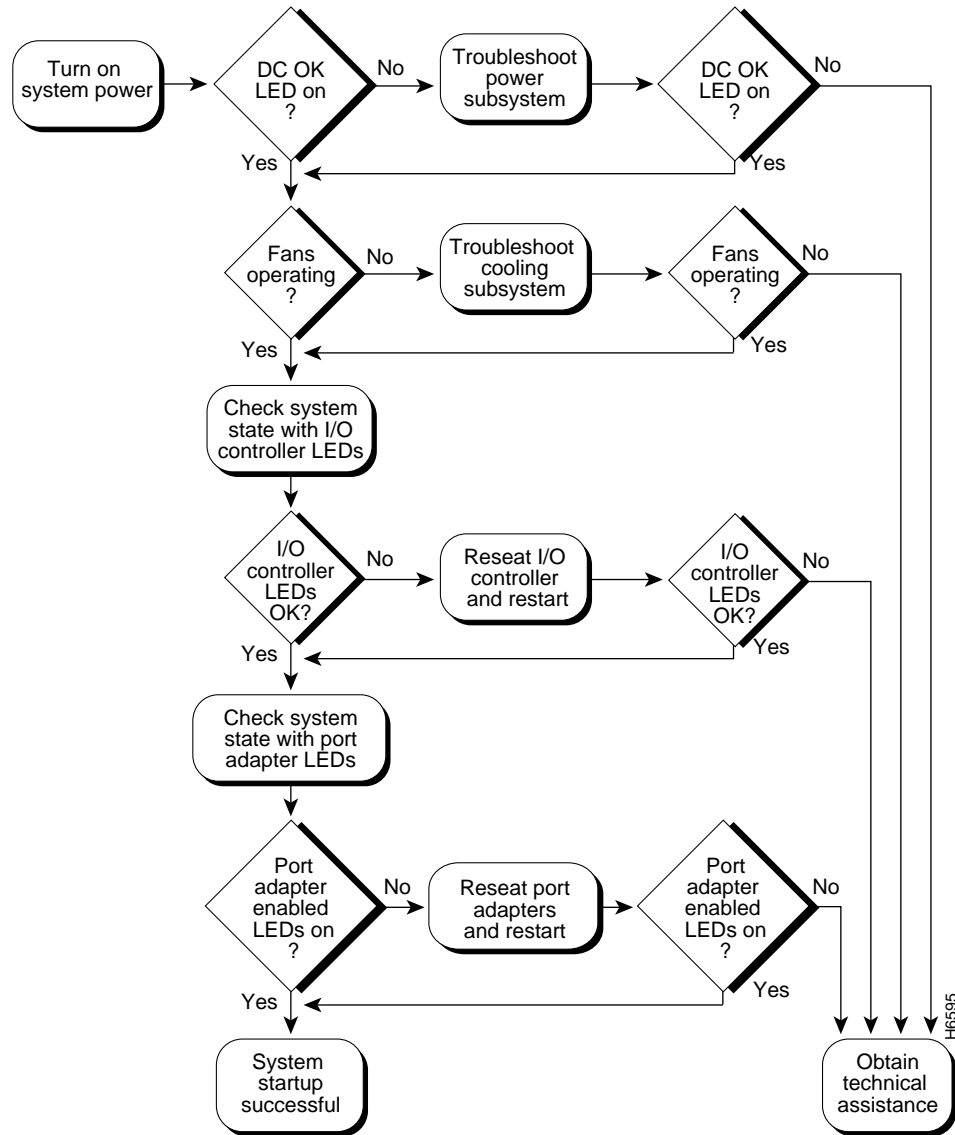 Turn on
system power
DC OK
LED on
?
No
Troubleshoot
power
subsystem
DC OK
LED on
?
No
Yes
Yes
Fans
operating
?
No
Troubleshoot
cooling
subsystem
Fans
operating
?
No
Yes
Yes
Check system
state with I/O
controller LEDs
I/O
controller
LEDs
OK?
No
Reseat I/O
controller
and restart
I/O
controller
LEDs
OK?
No
Yes
Yes
Check system
state with port
adapter LEDs
Port
adapter
enabled
LEDs on
?
No
Reseat port
adapters
and restart
Port
adapter
enabled
LEDs on
?
No
Yes
Yes
System
startup
successful
Obtain
technical
assistance
H6595